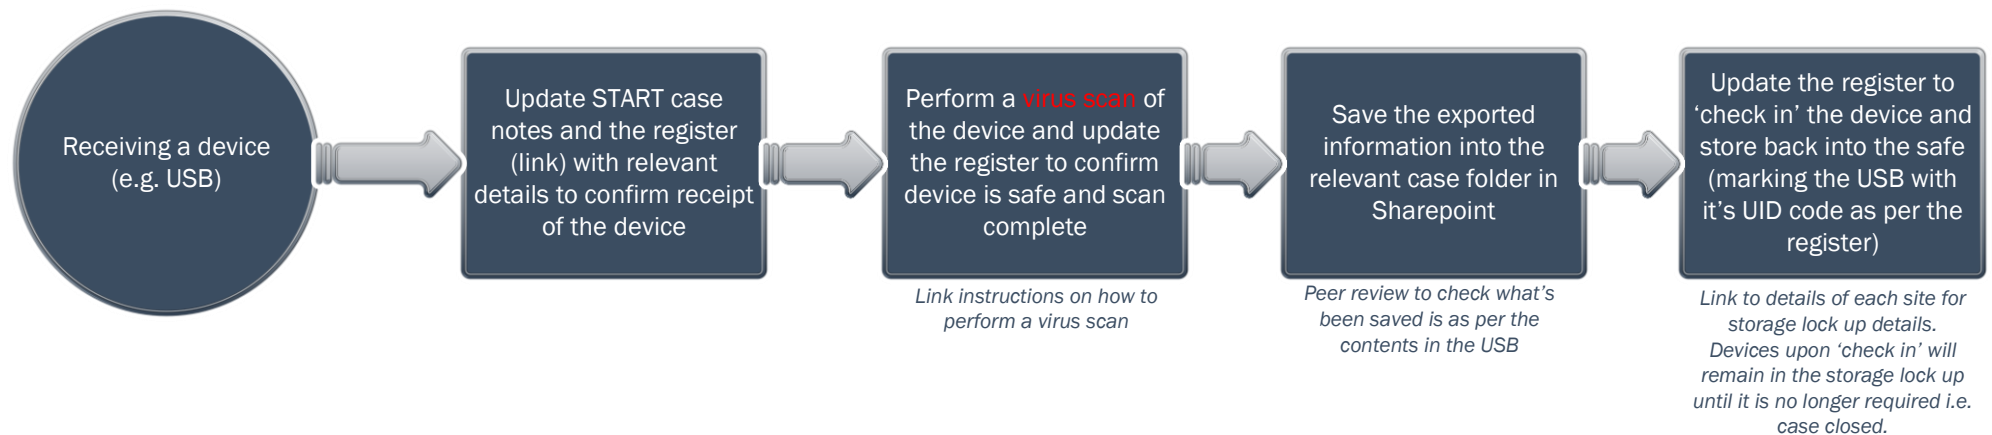 Receiving a device
(e.g. USB)
Update START case
notes and the register
(link) with relevant
details to confirm receipt
of the device
Perform a virus scan of
the device and update
the register to confirm
device is safe and scan
complete
Link instructions on how to
perform a virus scan
Save the exported
information into the
relevant case folder in
Sharepoint
Peer review to check what’s
been saved is as per the
contents in the USB
Update the register to
‘check in’ the device and
store back into the safe
(marking the USB with
it’s UID code as per the
register)
Link to details of each site for
storage lock up details.
Devices upon ‘check in’ will
remain in the storage lock up
until it is no longer required i.e.
case closed.